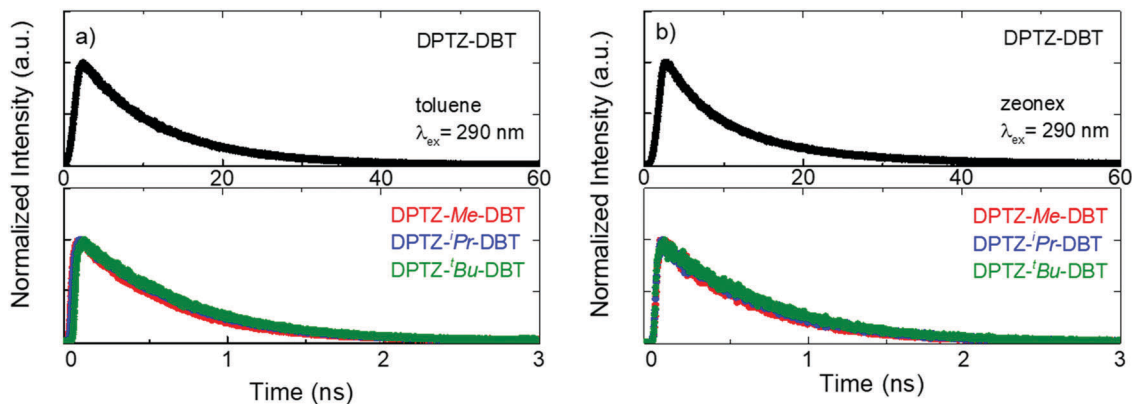 a)
DPTZ-DBT
toluene
λex = 290 nm
0 20 40 60
DPTZ-Me-DBT
DPTZ-iPr-DBT
DPTZ-tBu-DBT
0 1 2 3
Time (ns)
Normalized Intensity (a.u.)
b)
DPTZ-DBT
zeonex
λex = 290 nm
0 20 40 60
DPTZ-Me-DBT
DPTZ-iPr-DBT
DPTZ-tBu-DBT
0 1 2 3
Time (ns)
Normalized Intensity (a.u.)